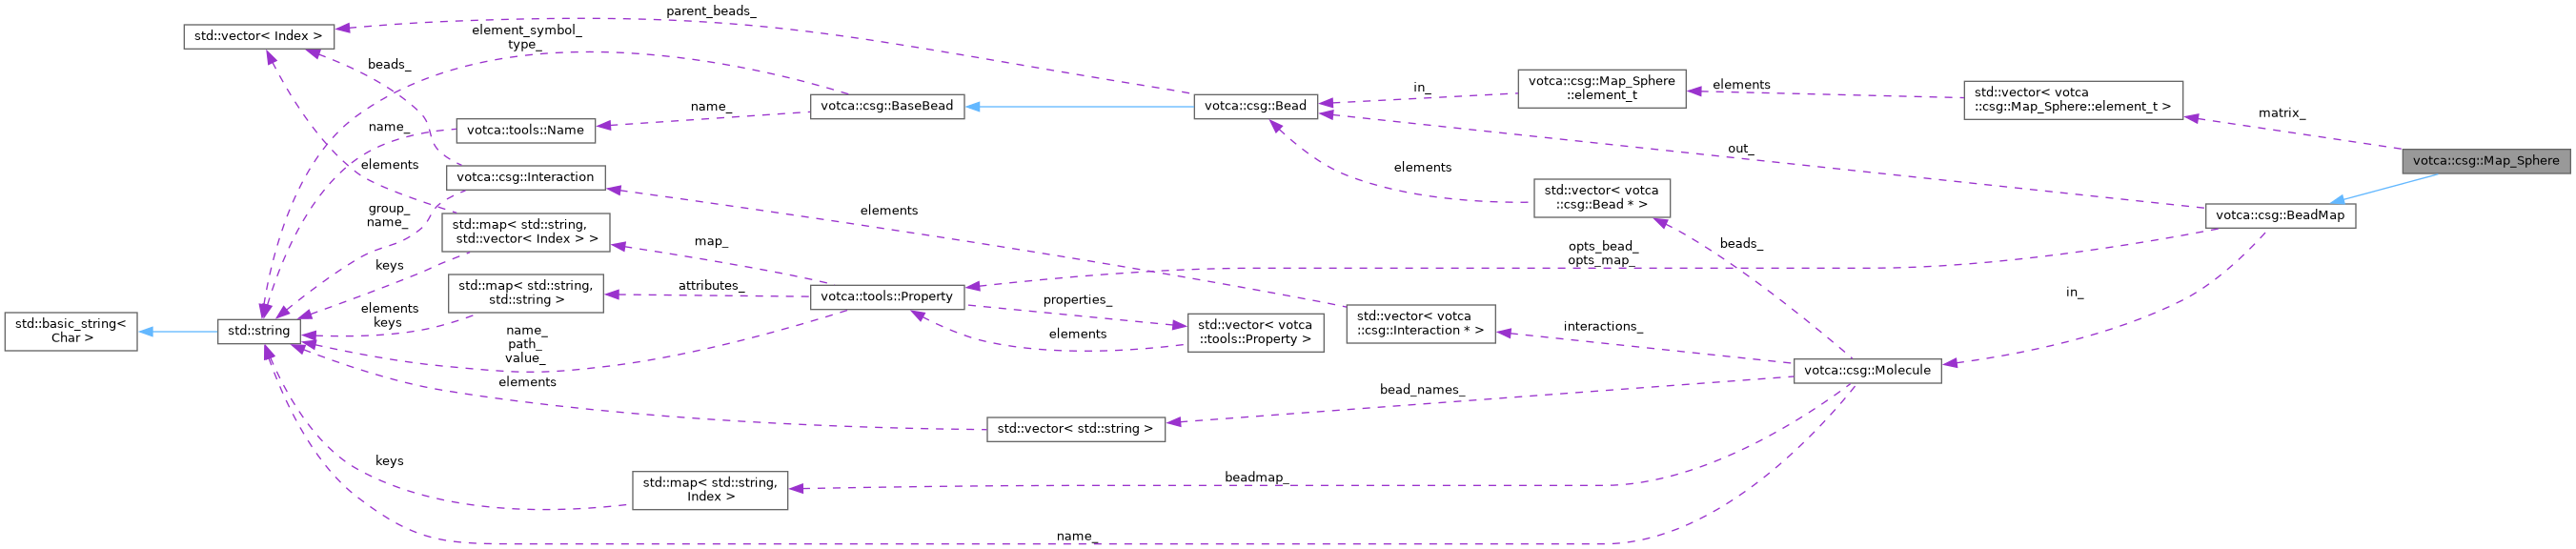 parent_beads_
element_symbol_
type_
std::vector< Index >
beads_
votca::csg::Map_Sphere
::element_t
in_
elements
std::vector< votca
::csg::Map_Sphere::element_t >
matrix_
votca::csg::BaseBead
votca::csg::Bead
name_
votca::tools::Name
name_
out_
votca::csg::Map_Sphere
elements
elements
votca::csg::Interaction
std::vector< votca
::csg::Bead * >
group_
name_
elements
votca::csg::BeadMap
std::map< std::string,
std::vector< Index > >
map_
beads_
opts_bead_
opts_map_
keys
std::map< std::string,
std::string >
attributes_
votca::tools::Property
properties_
in_
elements
keys
std::basic_string<
Char >
std::string
name_
path_
value_
elements
std::vector< votca
::tools::Property >
std::vector< votca
::csg::Interaction * >
interactions_
votca::csg::Molecule
elements
bead_names_
std::vector< std::string >
keys
std::map< std::string,
Index >
beadmap_
name_